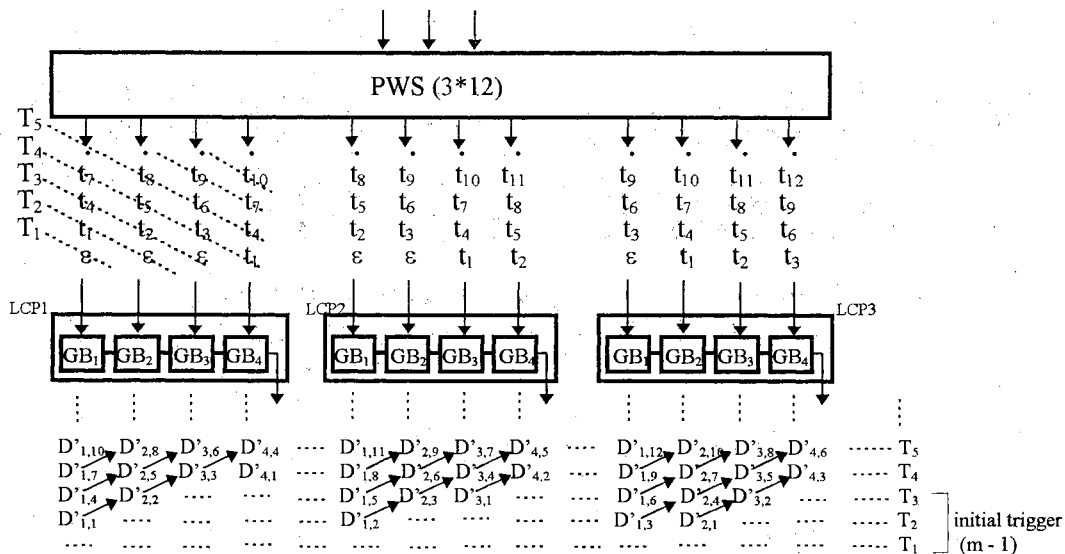 PWS (3*12)
T₅ . . . . . . . . . . . .
T₄ t₇ t₈ t₉ t₁₀ t₈ t₉ t₁₀ t₁₁ t₉ t₁₀ t₁₁ t₁₂
T₃ t₄ t₅ t₆ t₇ t₅ t₆ t₇ t₈ t₆ t₇ t₈ t₉
T₂ t₁ t₂ t₃ t₄ t₂ t₃ t₄ t₅ t₃ t₄ t₅ t₆
T₁ ε ε ε t₁ ε ε t₁ t₂ ε t₁ t₂ t₃
LCP1 LCP2 LCP3
GB₁ GB₂ GB₃ GB₄ GB₁ GB₂ GB₃ GB₄ GB₁ GB₂ GB₃ GB₄
D'₁,₁₀ D'₂,₈ D'₃,₆ D'₄,₄ .... D'₁,₁₁ D'₂,₉ D'₃,₇ D'₄,₅ .... D'₁,₁₂ D'₂,₁₀ D'₃,₈ D'₄,₆ ..... T₅
D'₁,₇ D'₂,₅ D'₃,₃ D'₄,₁ .... D'₁,₈ D'₂,₆ D'₃,₄ D'₄,₂ .... D'₁,₉ D'₂,₇ D'₃,₅ D'₄,₃ ..... T₄
D'₁,₄ D'₂,₂ .... .... .... D'₁,₅ D'₂,₃ D'₃,₁ .... .... D'₁,₆ D'₂,₄ D'₃,₂ .... ..... T₃
D'₁,₁ .... .... .... .... D'₁,₂ .... .... .... .... D'₁,₃ D'₂,₁ .... .... ..... T₂
.... .... .... .... .... .... .... .... .... .... .... .... .... .... ..... T₁
initial trigger
(m - 1)